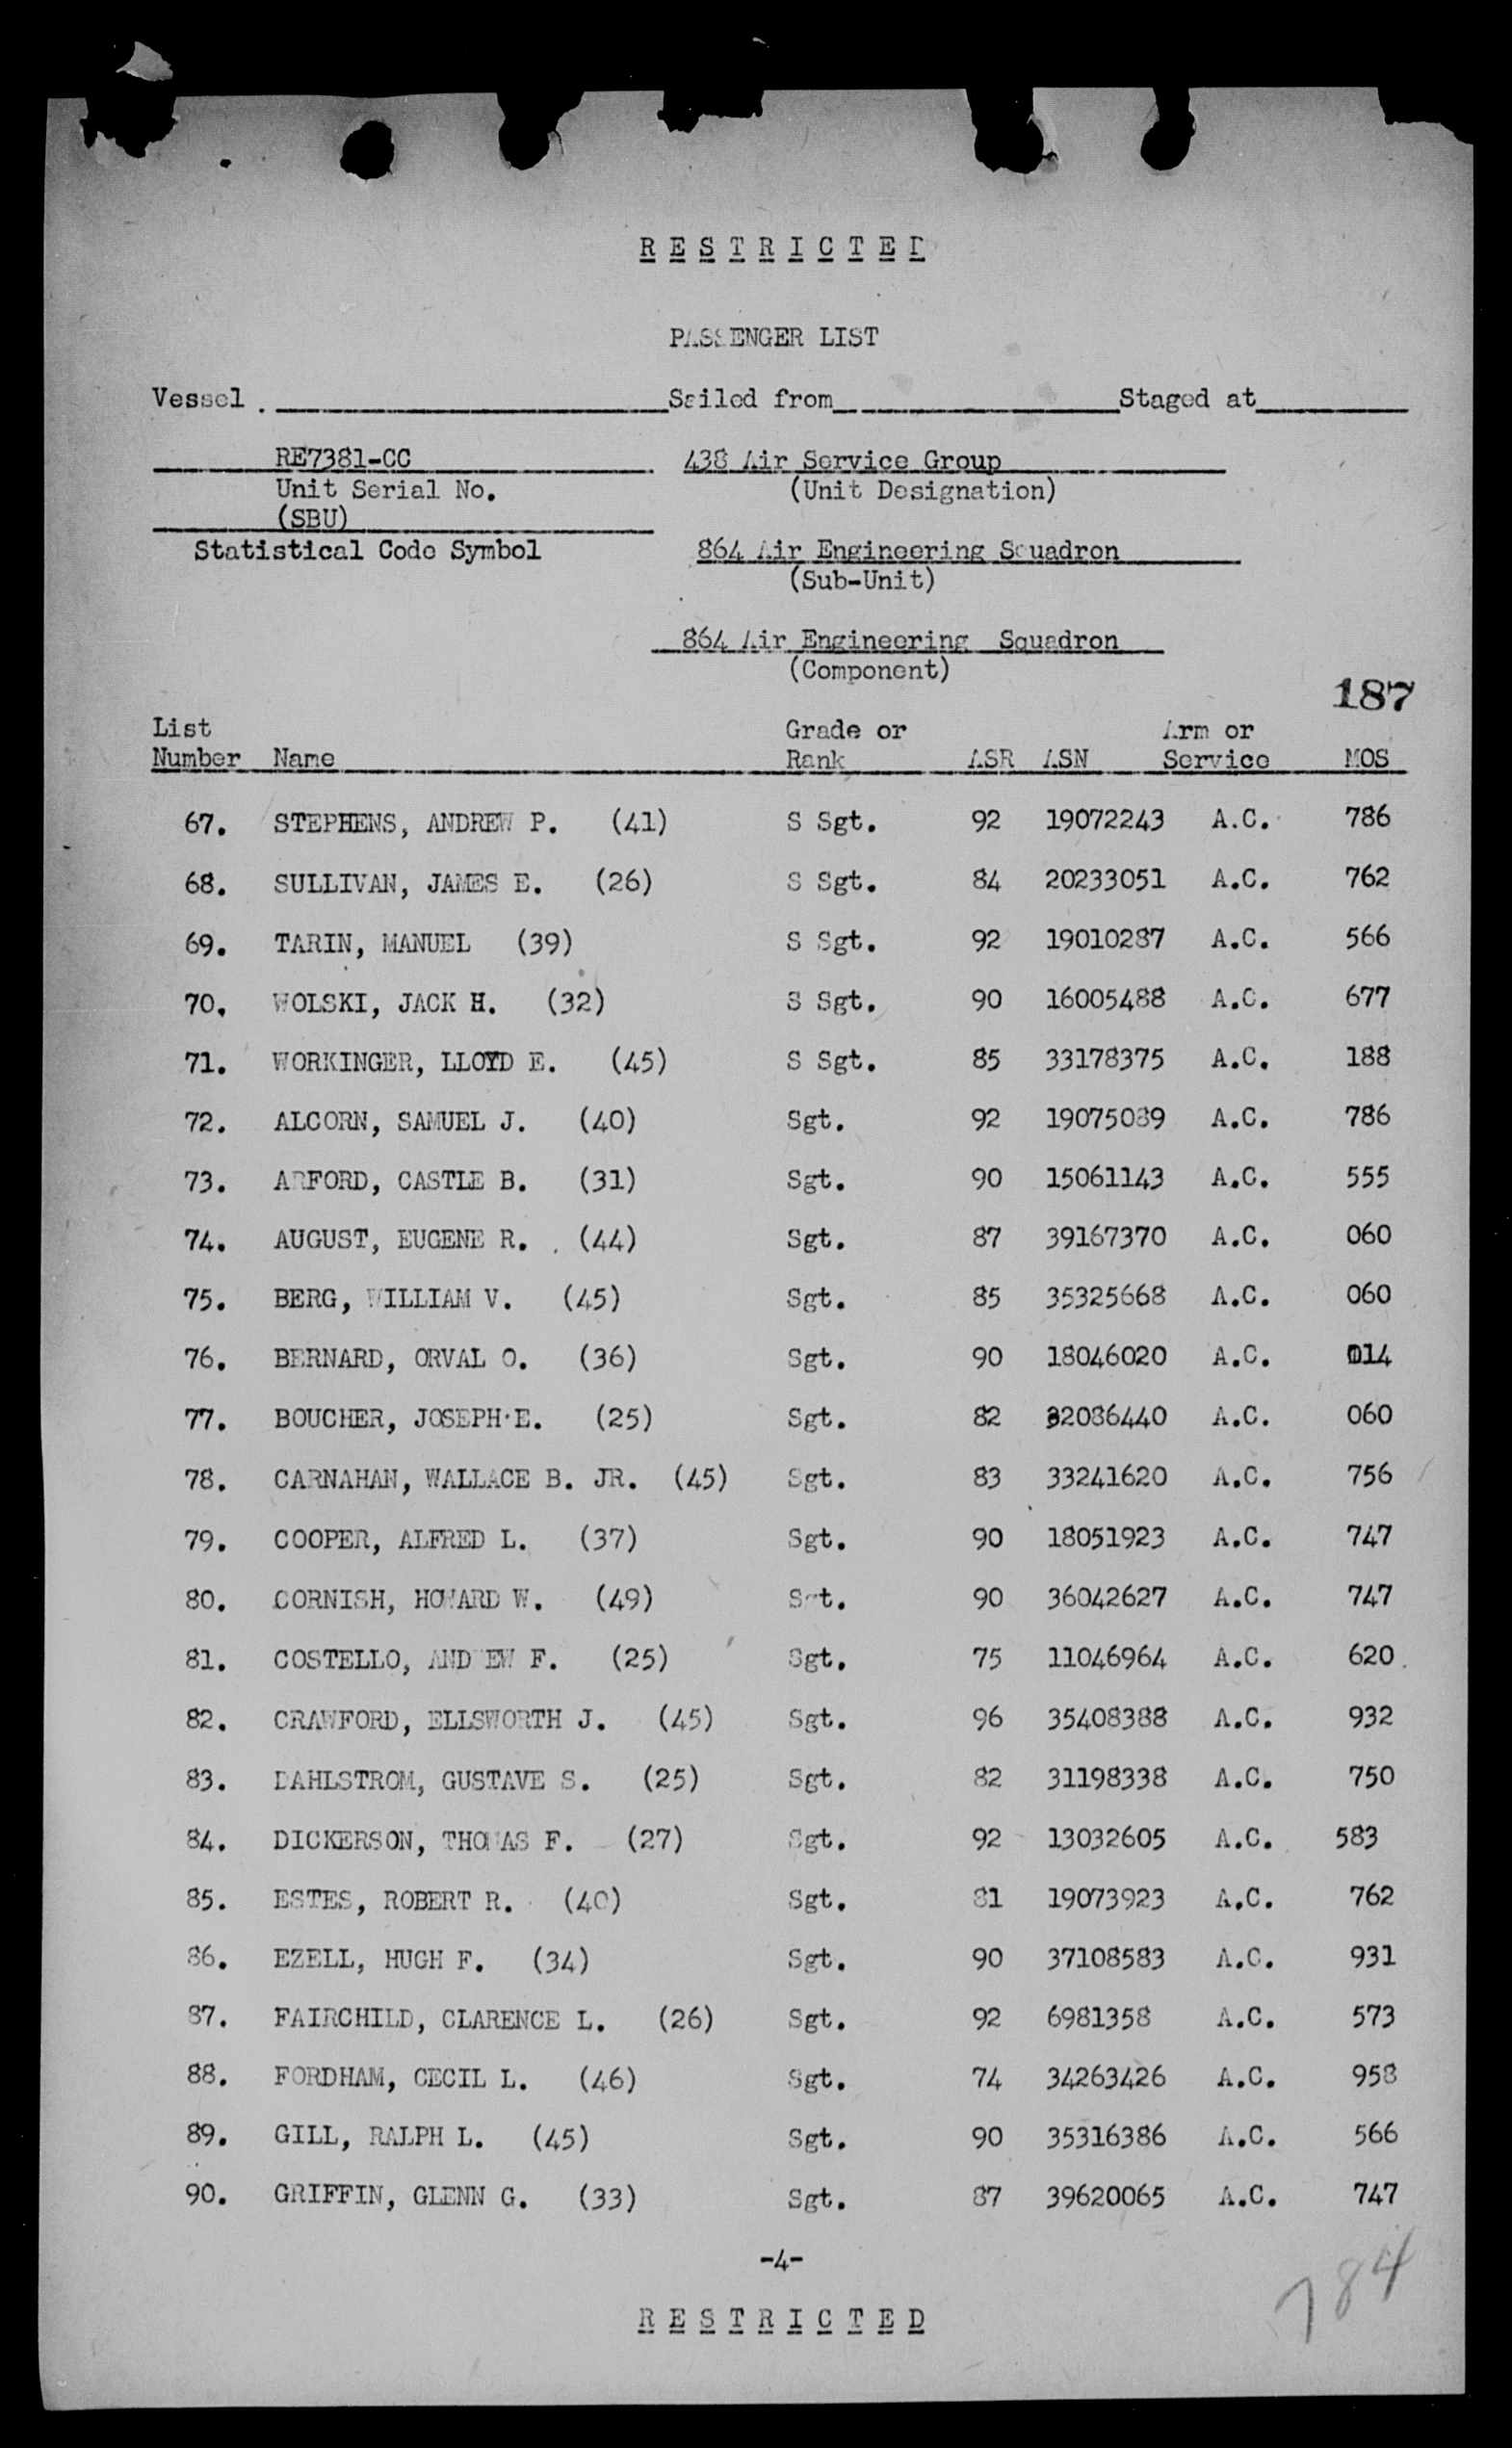 RESTRICTED
PASSENGER LIST
Vessel . Sailed from Staged at
RE7381-CC 438 Air Service Group
Unit Serial No. (Unit Designation)
(SBU)
Statistical Code Symbol 864 Air Engineering Squadron
(Sub-Unit)
864 Air Engineering Squadron
(Component)
187
List Grade or Arm or
Number Name Rank ASR ASN Service MOS
67. STEPHENS, ANDREW P. (41) S Sgt. 92 19072243 A.C. 786
68. SULLIVAN, JAMES E. (26) S Sgt. 84 20233051 A.C. 762
69. TARIN, MANUEL (39) S Sgt. 92 19010287 A.C. 566
70. WOLSKI, JACK H. (32) S Sgt. 90 16005488 A.C. 677
71. WORKINGER, LLOYD E. (45) S Sgt. 85 33178375 A.C. 188
72. ALCORN, SAMUEL J. (40) Sgt. 92 19075089 A.C. 786
73. ARFORD, CASTLE B. (31) Sgt. 90 15061143 A.C. 555
74. AUGUST, EUGENE R. (44) Sgt. 87 39167370 A.C. 060
75. BERG, WILLIAM V. (45) Sgt. 85 35325668 A.C. 060
76. BERNARD, ORVAL O. (36) Sgt. 90 18046020 A.C. 014
77. BOUCHER, JOSEPH E. (25) Sgt. 82 32086440 A.C. 060
78. CARNAHAN, WALLACE B. JR. (45) Sgt. 83 33241620 A.C. 756
79. COOPER, ALFRED L. (37) Sgt. 90 18051923 A.C. 747
80. CORNISH, HOWARD W. (49) Sgt. 90 36042627 A.C. 747
81. COSTELLO, ANDREW F. (25) Sgt. 75 11046964 A.C. 620
82. CRAWFORD, ELLSWORTH J. (45) Sgt. 96 35408388 A.C. 932
83. DAHLSTROM, GUSTAVE S. (25) Sgt. 82 31198338 A.C. 750
84. DICKERSON, THOMAS F. (27) Sgt. 92 13032605 A.C. 583
85. ESTES, ROBERT R. (40) Sgt. 81 19073923 A.C. 762
86. EZELL, HUGH F. (34) Sgt. 90 37108583 A.C. 931
87. FAIRCHILD, CLARENCE L. (26) Sgt. 92 6981358 A.C. 573
88. FORDHAM, CECIL L. (46) Sgt. 74 34263426 A.C. 958
89. GILL, RALPH L. (45) Sgt. 90 35316386 A.C. 566
90. GRIFFIN, GLENN G. (33) Sgt. 87 39620065 A.C. 747
-4-
784
RESTRICTED